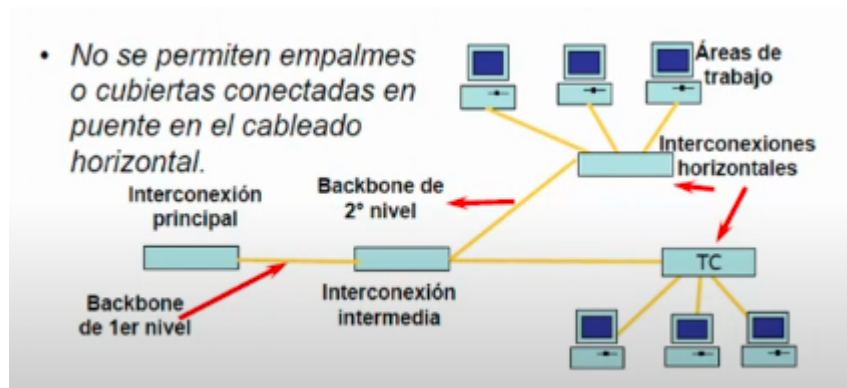 • No se permiten empalmes
o cubiertas conectadas en
puente en el cableado
horizontal.
Áreas de
trabajo
Interconexiones
horizontales
Interconexión
principal
Backbone de
2° nivel
TC
Backbone
de 1er nivel
Interconexión
intermedia